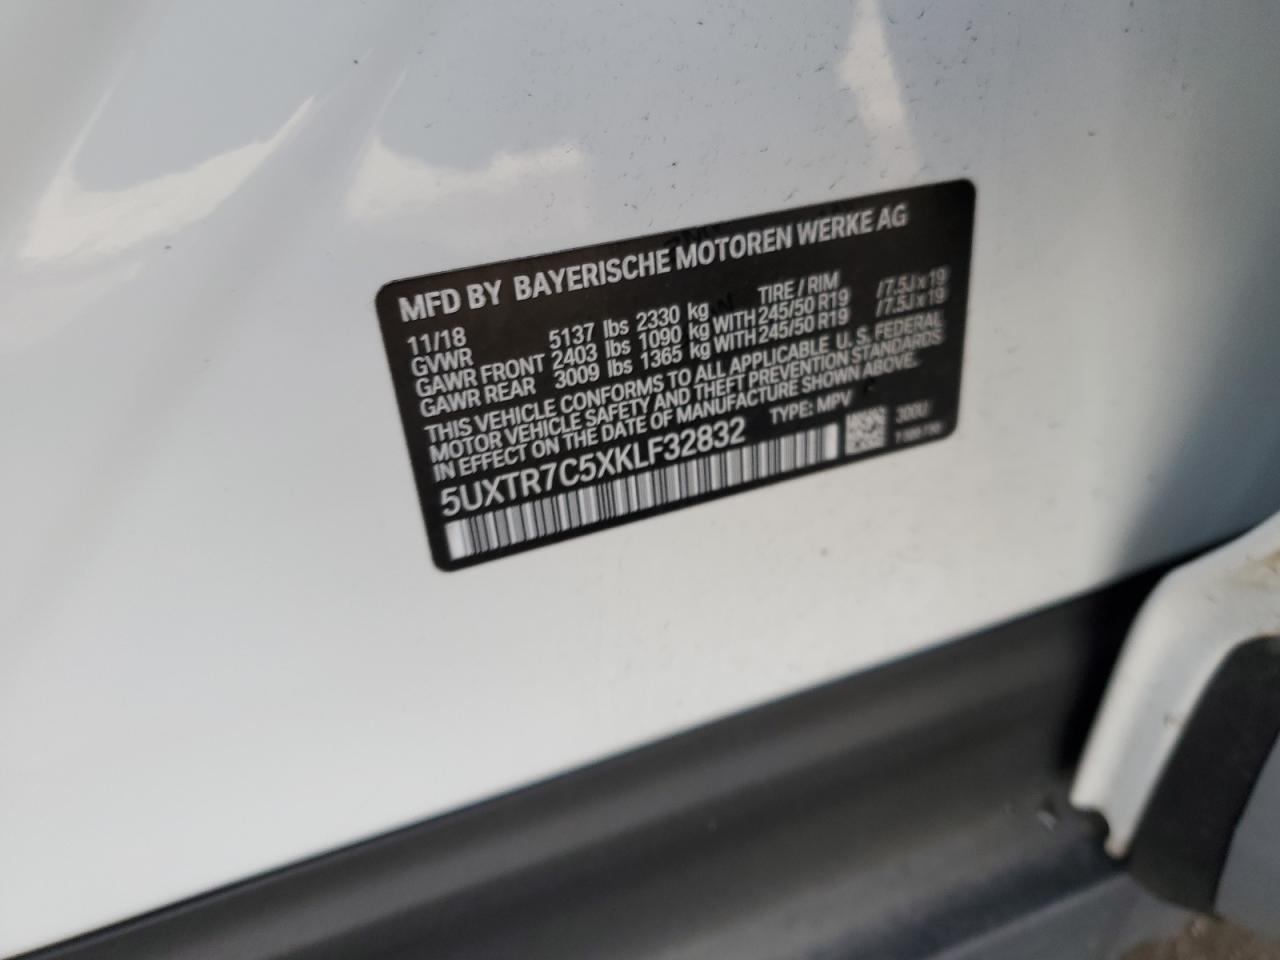 MFD BY BAYERISCHE MOTOREN WERKE AG
11/18 TIRE / RIM
GVWR 5137 lbs 2330 kg
GAWR FRONT 2403 lbs 1090 kg WITH 245/50 R19 /7.5J x 19
GAWR REAR 3009 lbs 1365 kg WITH 245/50 R19 /7.5J x 19
THIS VEHICLE CONFORMS TO ALL APPLICABLE U. S. FEDERAL
MOTOR VEHICLE SAFETY AND THEFT PREVENTION STANDARDS
IN EFFECT ON THE DATE OF MANUFACTURE SHOWN ABOVE.
5UXTR7C5XKLF32832 TYPE: MPV
300U